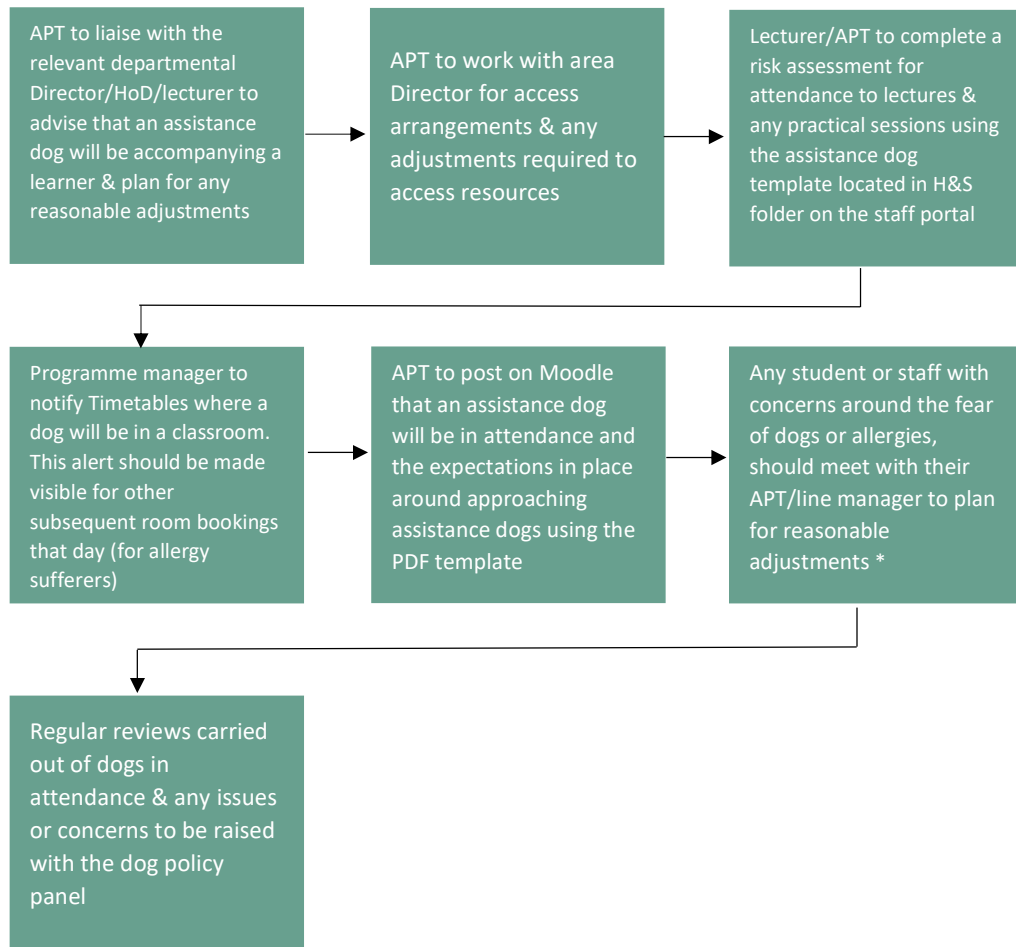 APT to liaise with the
relevant departmental
Director/HoD/lecturer to
advise that an assistance
dog will be accompanying a
learner & plan for any
reasonable adjustments
APT to work with area
Director for access
arrangements & any
adjustments required to
access resources
Lecturer/APT to complete a
risk assessment for
attendance to lectures &
any practical sessions using
the assistance dog
template located in H&S
folder on the staff portal
Programme manager to
notify Timetables where a
dog will be in a classroom.
This alert should be made
visible for other
subsequent room bookings
that day (for allergy
sufferers)
APT to post on Moodle
that an assistance dog
will be in attendance and
the expectations in place
around approaching
assistance dogs using the
PDF template
Any student or staff with
concerns around the fear
of dogs or allergies,
should meet with their
APT/line manager to plan
for reasonable
adjustments *
Regular reviews carried
out of dogs in
attendance & any issues
or concerns to be raised
with the dog policy
panel